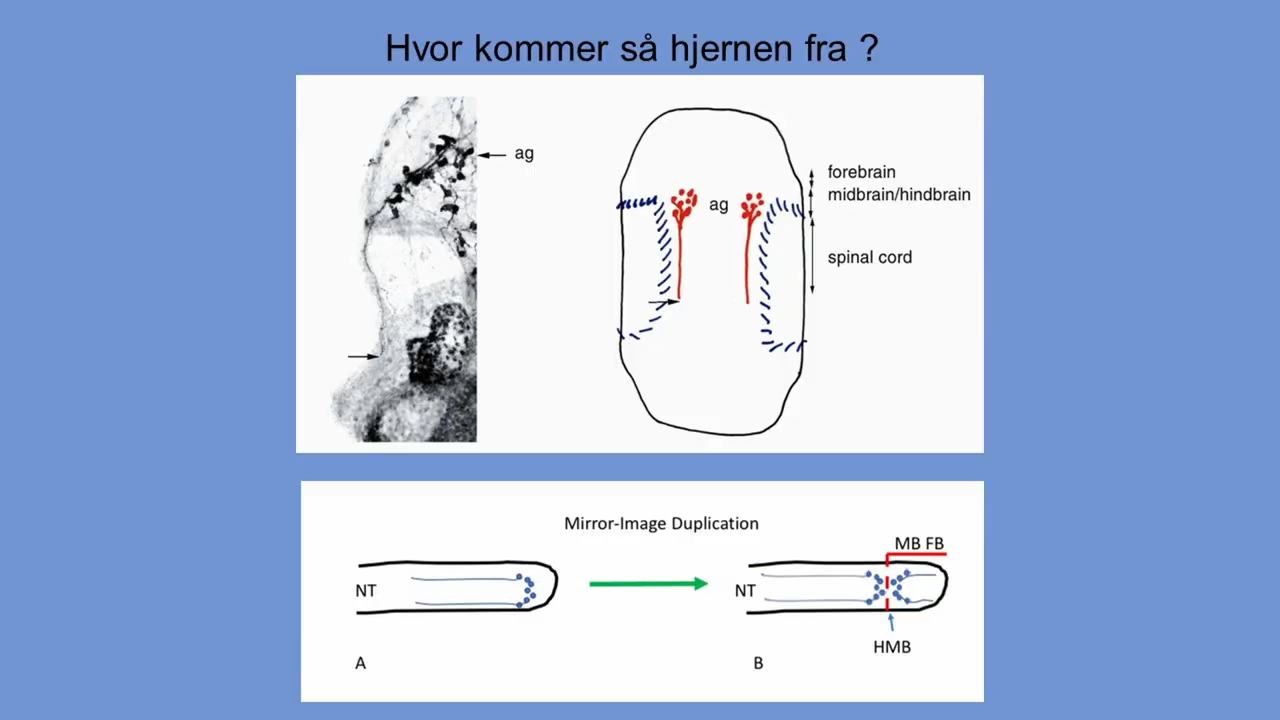 Hvor kommer så hjernen fra ?
ag
ag
forebrain
midbrain/hindbrain
spinal cord
Mirror-Image Duplication
MB FB
NT
NT
HMB
A
B